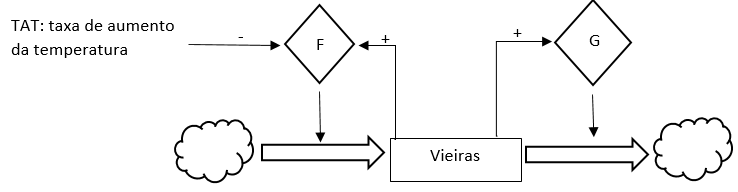 TAT: taxa de aumento
da temperatura
-
F
+
+
G
Vieiras